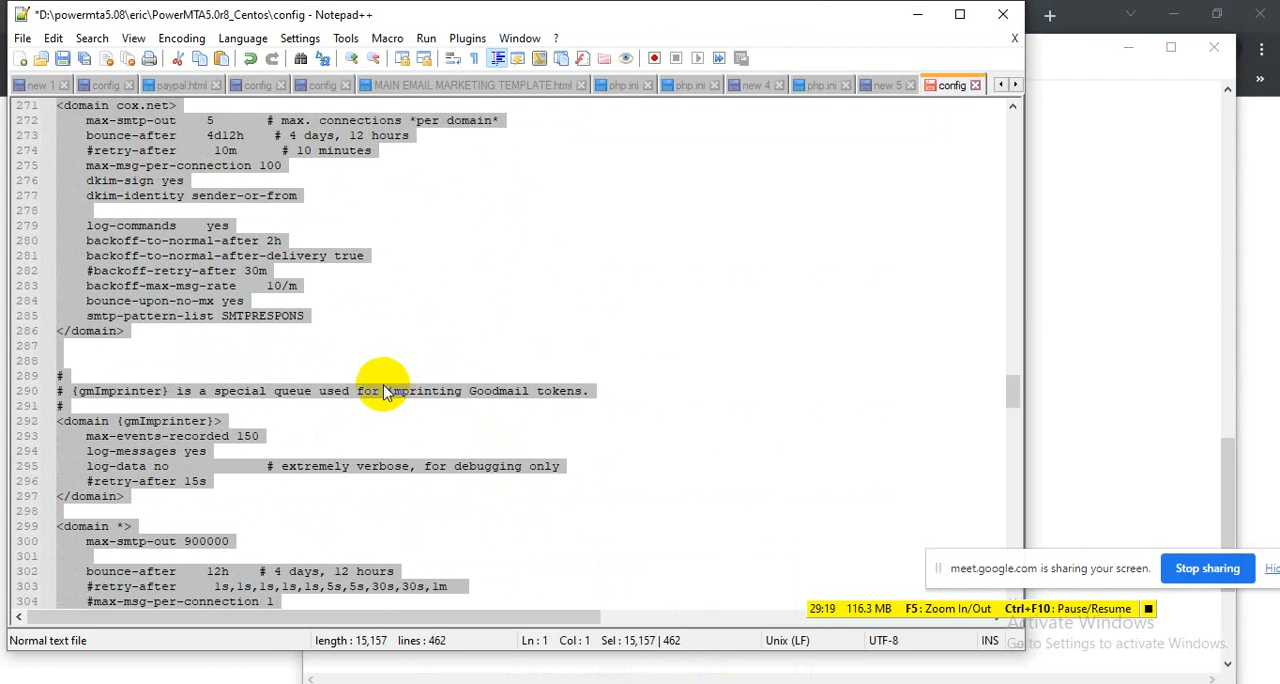 *D:\powermta5.08\eric\PowerMTA5.0r8_Centos\config - Notepad++
File Edit Search View Encoding Language Settings Tools Macro Run Plugins Window ? X
new 1 config paypal.html config config MAIN EMAIL MARKETING TEMPLATE.html php.ini php.ini new 4 php.ini new 5 config
271 <domain cox.net>
272 max-smtp-out 5 # max. connections *per domain*
273 bounce-after 4d12h # 4 days, 12 hours
274 #retry-after 10m # 10 minutes
275 max-msg-per-connection 100
276 dkim-sign yes
277 dkim-identity sender-or-from
278
279 log-commands yes
280 backoff-to-normal-after 2h
281 backoff-to-normal-after-delivery true
282 #backoff-retry-after 30m
283 backoff-max-msg-rate 10/m
284 bounce-upon-no-mx yes
285 smtp-pattern-list SMTPRESPONS
286 </domain>
287
288
289 #
290 # {gmImprinter} is a special queue used for imprinting Goodmail tokens.
291 #
292 <domain {gmImprinter}>
293 max-events-recorded 150
294 log-messages yes
295 log-data no # extremely verbose, for debugging only
296 #retry-after 15s
297 </domain>
298
299 <domain *>
300 max-smtp-out 900000
301
302 bounce-after 12h # 4 days, 12 hours
303 #retry-after 1s,1s,1s,1s,1s,5s,5s,30s,30s,1m
304 #max-msg-per-connection 1
meet.google.com is sharing your screen. Stop sharing Hid
29:19 116.3 MB F5: Zoom In/Out Ctrl+F10: Pause/Resume
Activate Windows
Go to Settings to activate Windows.
Normal text file length : 15,157 lines : 462 Ln : 1 Col : 1 Sel : 15,157 | 462 Unix (LF) UTF-8 INS